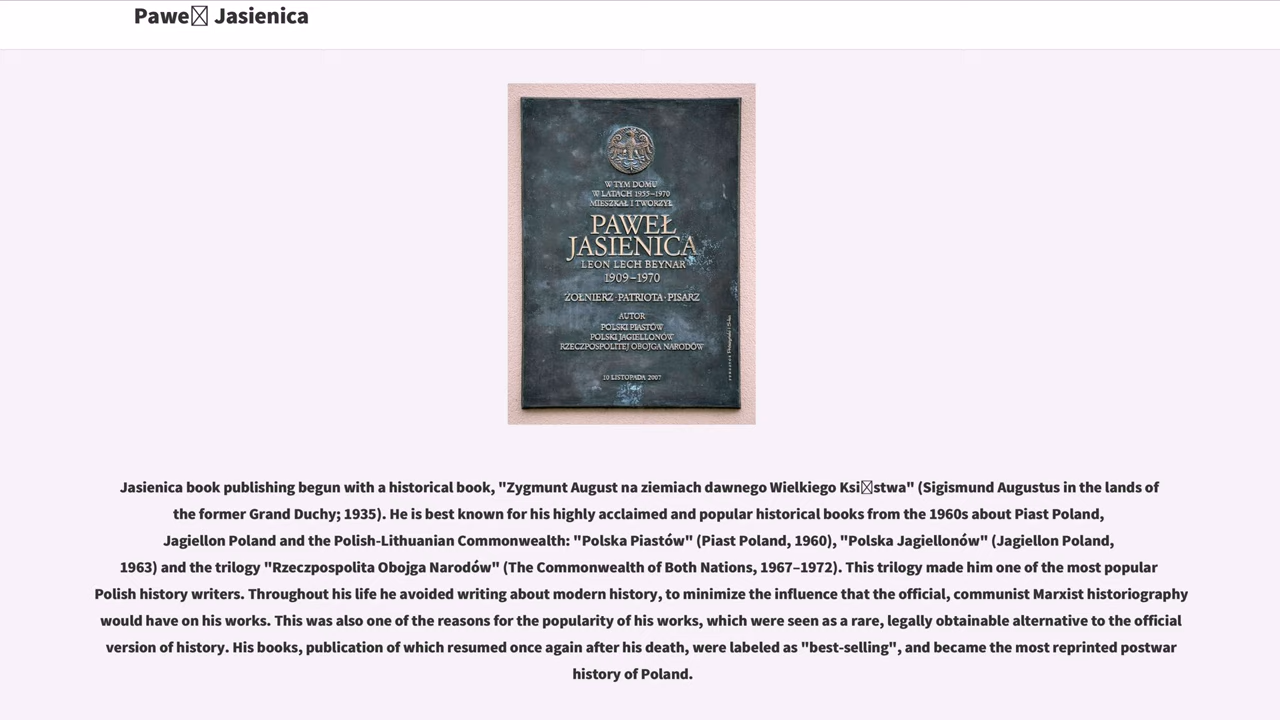 Pawe Jasienica
W TYM DOMU
W LATACH 1955–1970
MIESZKAŁ I TWORZYŁ
PAWEŁ
JASIENICA
LEON LECH BEYNAR
1909–1970
ŻOŁNIERZ·PATRIOTA·PISARZ
AUTOR
POLSKI PIASTÓW
POLSKI JAGIELLONÓW
RZECZPOSPOLITEJ OBOJGA NARODÓW
10 LISTOPADA 2007
Jasienica book publishing begun with a historical book, "Zygmunt August na ziemiach dawnego Wielkiego Ksi stwa" (Sigismund Augustus in the lands of
the former Grand Duchy; 1935). He is best known for his highly acclaimed and popular historical books from the 1960s about Piast Poland,
Jagiellon Poland and the Polish-Lithuanian Commonwealth: "Polska Piastów" (Piast Poland, 1960), "Polska Jagiellonów" (Jagiellon Poland,
1963) and the trilogy "Rzeczpospolita Obojga Narodów" (The Commonwealth of Both Nations, 1967–1972). This trilogy made him one of the most popular
Polish history writers. Throughout his life he avoided writing about modern history, to minimize the influence that the official, communist Marxist historiography
would have on his works. This was also one of the reasons for the popularity of his works, which were seen as a rare, legally obtainable alternative to the official
version of history. His books, publication of which resumed once again after his death, were labeled as "best-selling", and became the most reprinted postwar
history of Poland.